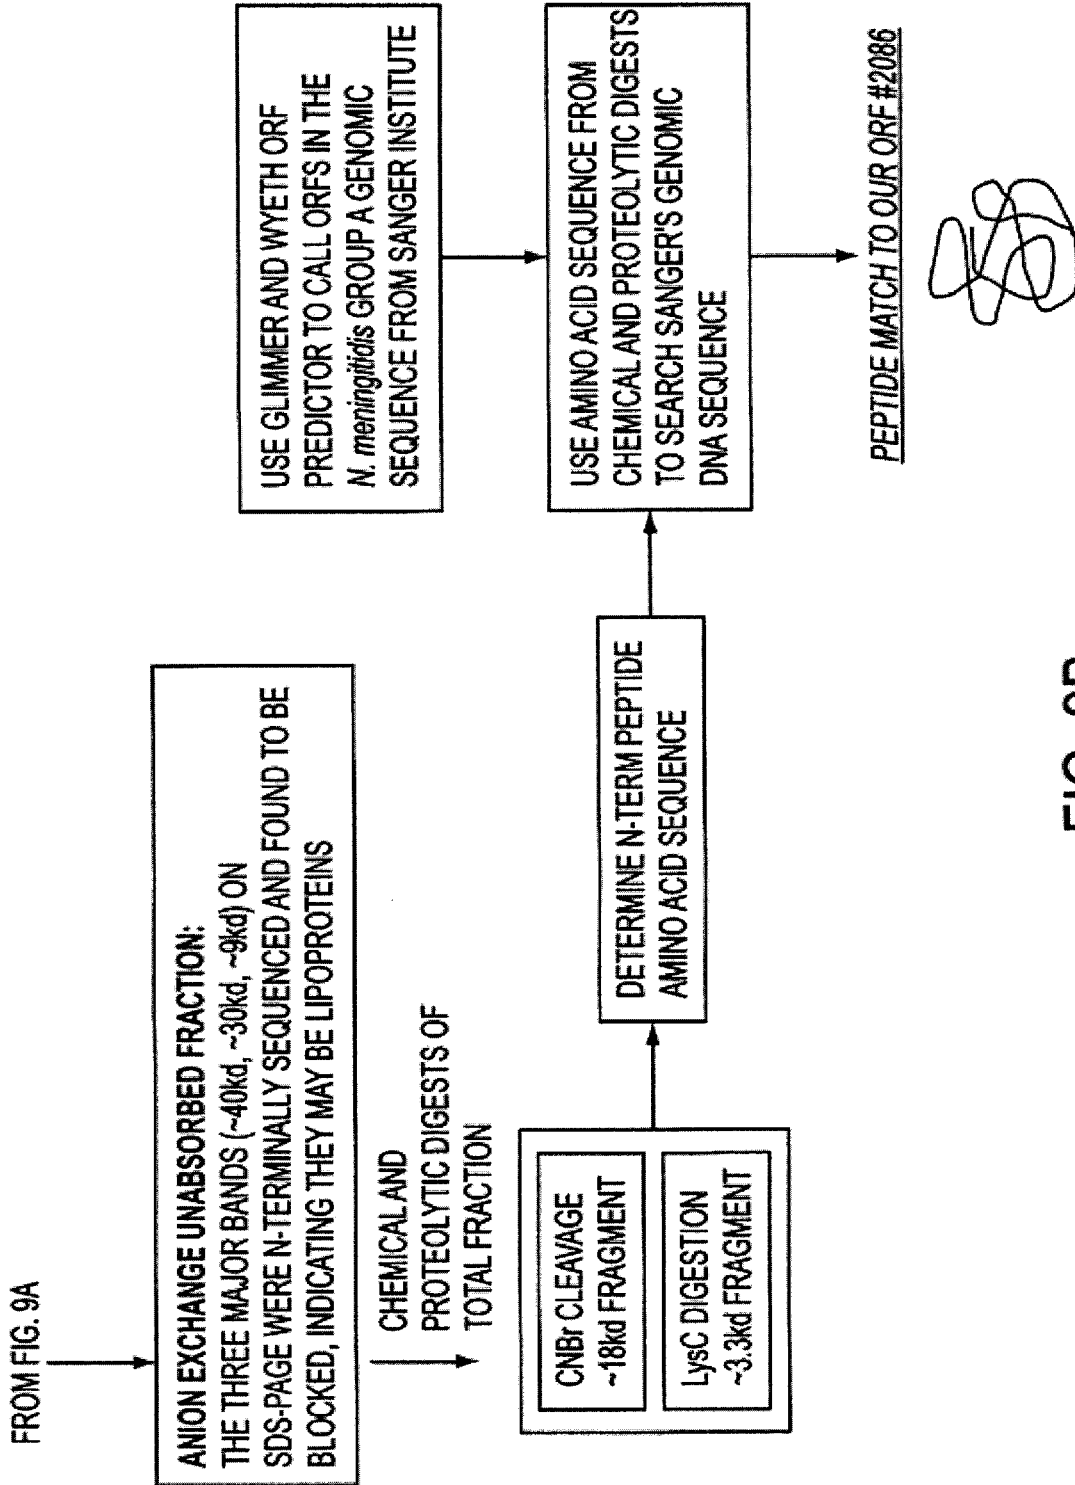 FROM FIG. 9A
ANION EXCHANGE UNABSORBED FRACTION:
THE THREE MAJOR BANDS (~40kd, ~30kd, ~9kd) ON
SDS-PAGE WERE N-TERMINALLY SEQUENCED AND FOUND TO BE
BLOCKED, INDICATING THEY MAY BE LIPOPROTEINS
CHEMICAL AND
PROTEOLYTIC DIGESTS OF
TOTAL FRACTION
CNBr CLEAVAGE
~18kd FRAGMENT
LysC DIGESTION
~3.3kd FRAGMENT
DETERMINE N-TERM PEPTIDE
AMINO ACID SEQUENCE
USE GLIMMER AND WYETH ORF
PREDICTOR TO CALL ORFS IN THE
N. meningitidis GROUP A GENOMIC
SEQUENCE FROM SANGER INSTITUTE
USE AMINO ACID SEQUENCE FROM
CHEMICAL AND PROTEOLYTIC DIGESTS
TO SEARCH SANGER'S GENOMIC
DNA SEQUENCE
PEPTIDE MATCH TO OUR ORF #2086